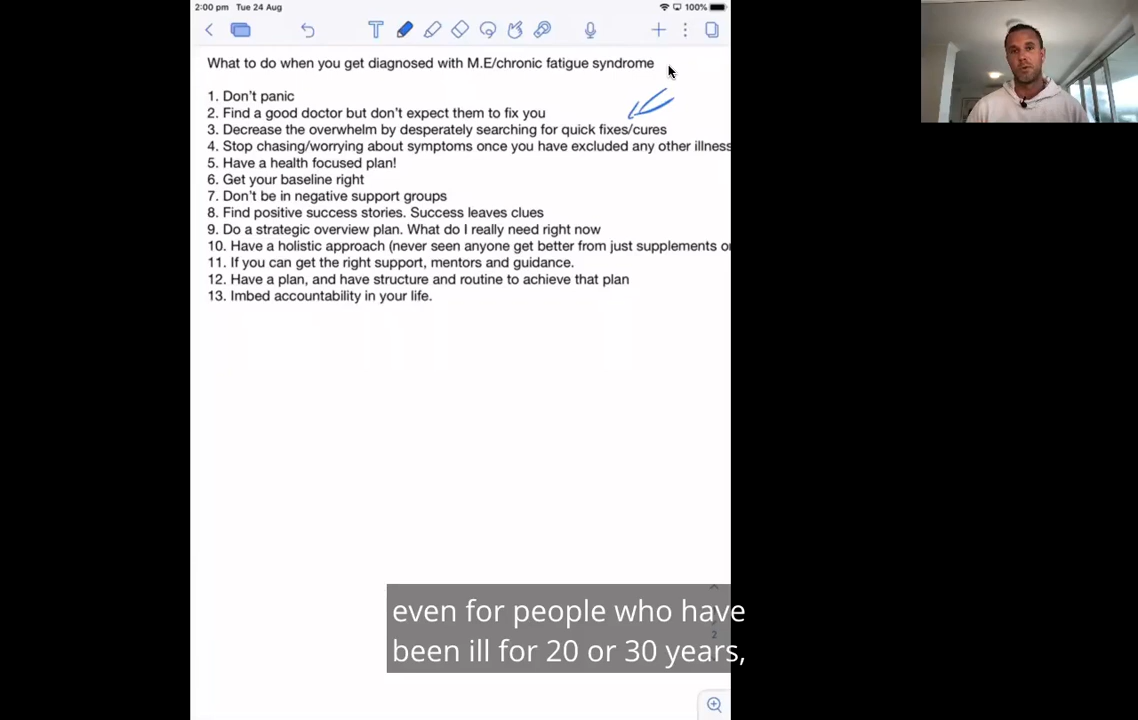 2:00 pm Tue 24 Aug
100%
What to do when you get diagnosed with M.E/chronic fatigue syndrome
1. Don't panic
2. Find a good doctor but don't expect them to fix you
3. Decrease the overwhelm by desperately searching for quick fixes/cures
4. Stop chasing/worrying about symptoms once you have excluded any other illness
5. Have a health focused plan!
6. Get your baseline right
7. Don't be in negative support groups
8. Find positive success stories. Success leaves clues
9. Do a strategic overview plan. What do I really need right now
10. Have a holistic approach (never seen anyone get better from just supplements or
11. If you can get the right support, mentors and guidance.
12. Have a plan, and have structure and routine to achieve that plan
13. Imbed accountability in your life.
even for people who have
2
been ill for 20 or 30 years,